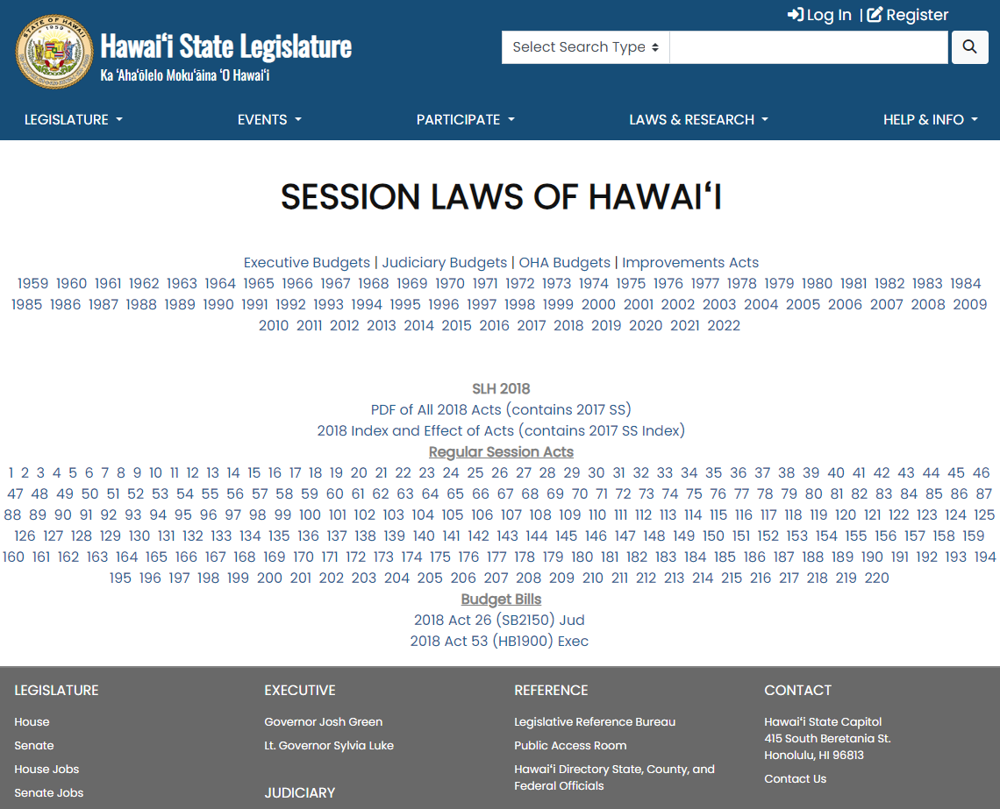 Log In | Register
STATE OF HAWAII
1959
Hawaiʻi State Legislature
Ka ʻAhaʻōlelo Mokuʻāina ʻO Hawaiʻi
Select Search Type
LEGISLATURE EVENTS PARTICIPATE LAWS & RESEARCH HELP & INFO
SESSION LAWS OF HAWAIʻI
Executive Budgets | Judiciary Budgets | OHA Budgets | Improvements Acts
1959 1960 1961 1962 1963 1964 1965 1966 1967 1968 1969 1970 1971 1972 1973 1974 1975 1976 1977 1978 1979 1980 1981 1982 1983 1984
1985 1986 1987 1988 1989 1990 1991 1992 1993 1994 1995 1996 1997 1998 1999 2000 2001 2002 2003 2004 2005 2006 2007 2008 2009
2010 2011 2012 2013 2014 2015 2016 2017 2018 2019 2020 2021 2022
SLH 2018
PDF of All 2018 Acts (contains 2017 SS)
2018 Index and Effect of Acts (contains 2017 SS Index)
Regular Session Acts
1 2 3 4 5 6 7 8 9 10 11 12 13 14 15 16 17 18 19 20 21 22 23 24 25 26 27 28 29 30 31 32 33 34 35 36 37 38 39 40 41 42 43 44 45 46
47 48 49 50 51 52 53 54 55 56 57 58 59 60 61 62 63 64 65 66 67 68 69 70 71 72 73 74 75 76 77 78 79 80 81 82 83 84 85 86 87
88 89 90 91 92 93 94 95 96 97 98 99 100 101 102 103 104 105 106 107 108 109 110 111 112 113 114 115 116 117 118 119 120 121 122 123 124 125
126 127 128 129 130 131 132 133 134 135 136 137 138 139 140 141 142 143 144 145 146 147 148 149 150 151 152 153 154 155 156 157 158 159
160 161 162 163 164 165 166 167 168 169 170 171 172 173 174 175 176 177 178 179 180 181 182 183 184 185 186 187 188 189 190 191 192 193 194
195 196 197 198 199 200 201 202 203 204 205 206 207 208 209 210 211 212 213 214 215 216 217 218 219 220
Budget Bills
2018 Act 26 (SB2150) Jud
2018 Act 53 (HB1900) Exec
LEGISLATURE
House
Senate
House Jobs
Senate Jobs
EXECUTIVE
Governor Josh Green
Lt. Governor Sylvia Luke
JUDICIARY
REFERENCE
Legislative Reference Bureau
Public Access Room
Hawaiʻi Directory State, County, and
Federal Officials
CONTACT
Hawaiʻi State Capitol
415 South Beretania St.
Honolulu, HI 96813
Contact Us